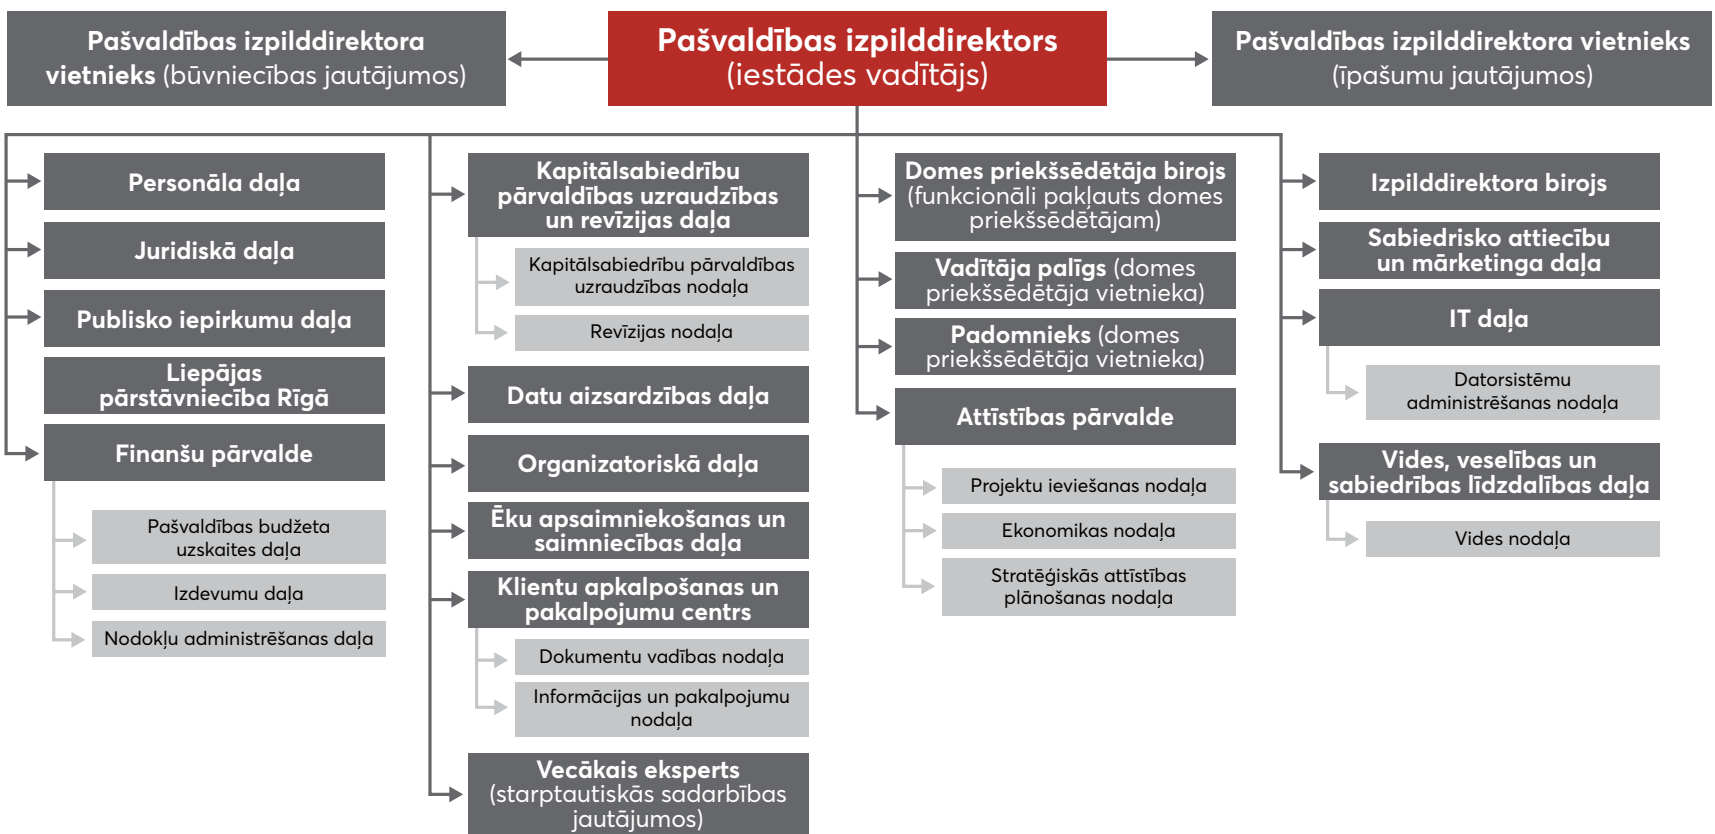 Pašvaldības izpilddirektora
vietnieks (būvniecības jautājumos)
Pašvaldības izpilddirektors
(iestādes vadītājs)
Pašvaldības izpilddirektora vietnieks
(īpašumu jautājumos)
Personāla daļa
Juridiskā daļa
Publisko iepirkumu daļa
Liepājas
pārstāvniecība Rīgā
Finanšu pārvalde
Pašvaldības budžeta
uzskaites daļa
Izdevumu daļa
Nodokļu administrēšanas daļa
Kapitālsabiedrību
pārvaldības uzraudzības
un revīzijas daļa
Kapitālsabiedrību pārvaldības
uzraudzības nodaļa
Revīzijas nodaļa
Datu aizsardzības daļa
Organizatoriskā daļa
Ēku apsaimniekošanas un
saimniecības daļa
Klientu apkalpošanas un
pakalpojumu centrs
Dokumentu vadības nodaļa
Informācijas un pakalpojumu
nodaļa
Vecākais eksperts
(starptautiskās sadarbības
jautājumos)
Domes priekšsēdētāja birojs
(funkcionāli pakļauts domes
priekšsēdētājam)
Vadītāja palīgs (domes
priekšsēdētāja vietnieka)
Padomnieks (domes
priekšsēdētāja vietnieka)
Attīstības pārvalde
Projektu ieviešanas nodaļa
Ekonomikas nodaļa
Stratēģiskās attīstības
plānošanas nodaļa
Izpilddirektora birojs
Sabiedrisko attiecību
un mārketinga daļa
IT daļa
Datorsistēmu
administrēšanas nodaļa
Vides, veselības un
sabiedrības līdzdalības daļa
Vides nodaļa